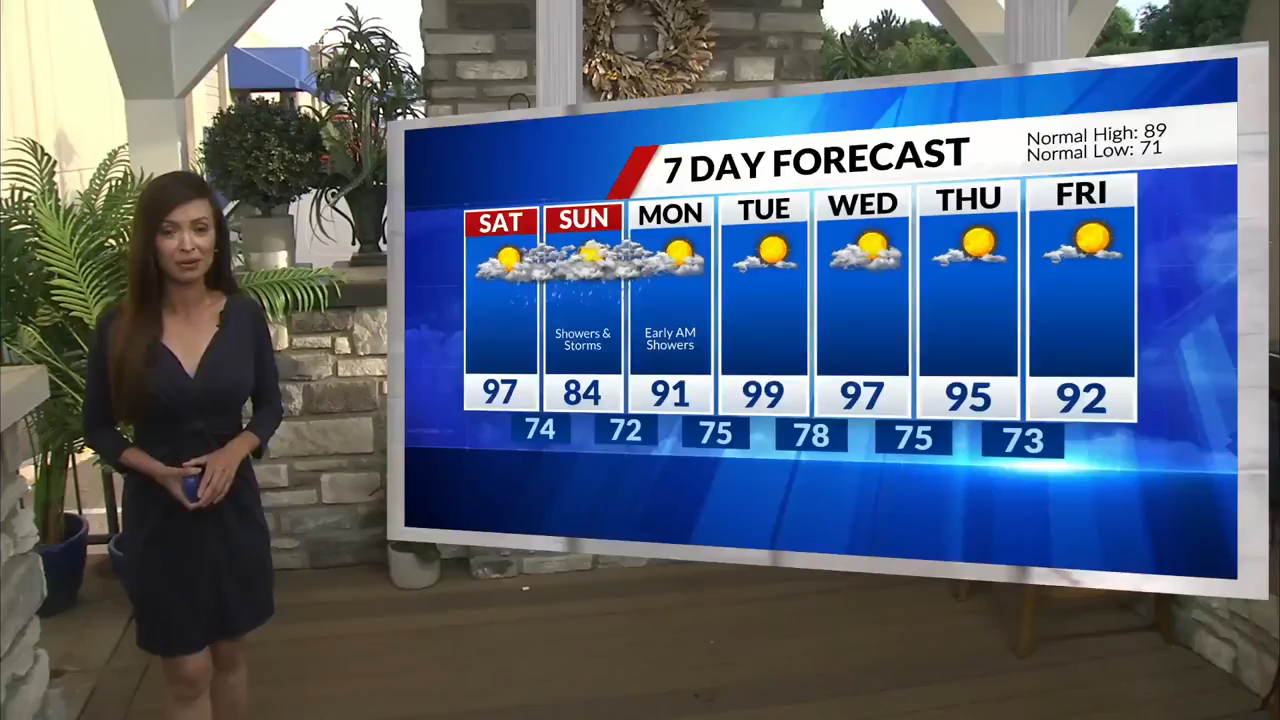 7 DAY FORECAST
Normal High: 89
Normal Low: 71
SAT SUN MON TUE WED THU FRI
Showers &
Storms
Early AM
Showers
97 84 91 99 97 95 92
74 72 75 78 75 73